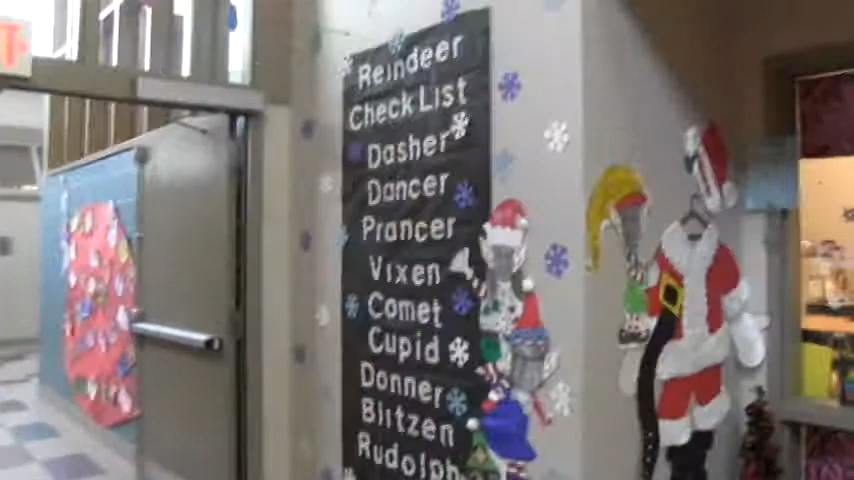 Reindeer
Check List
Dasher
Dancer
Prancer
Vixen
Comet
Cupid
Donner
Blitzen
Rudolph